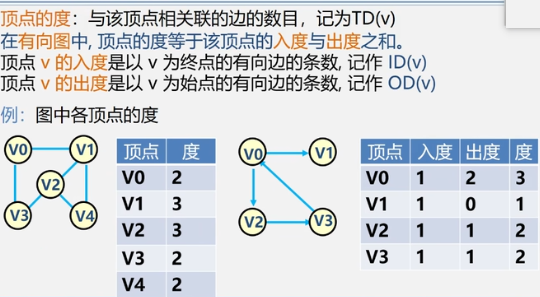 顶点的度：与该顶点相关联的边的数目，记为TD(v)
在有向图中, 顶点的度等于该顶点的入度与出度之和。
顶点 v 的入度是以 v 为终点的有向边的条数, 记作 ID(v)
顶点 v 的出度是以 v 为始点的有向边的条数, 记作 OD(v)
例：图中各顶点的度
V0 V1
V2
V3 V4
顶点 度
V0 2
V1 3
V2 3
V3 2
V4 2
V0 V1
V2 V3
顶点 入度 出度 度
V0 1 2 3
V1 1 0 1
V2 1 1 2
V3 1 1 2